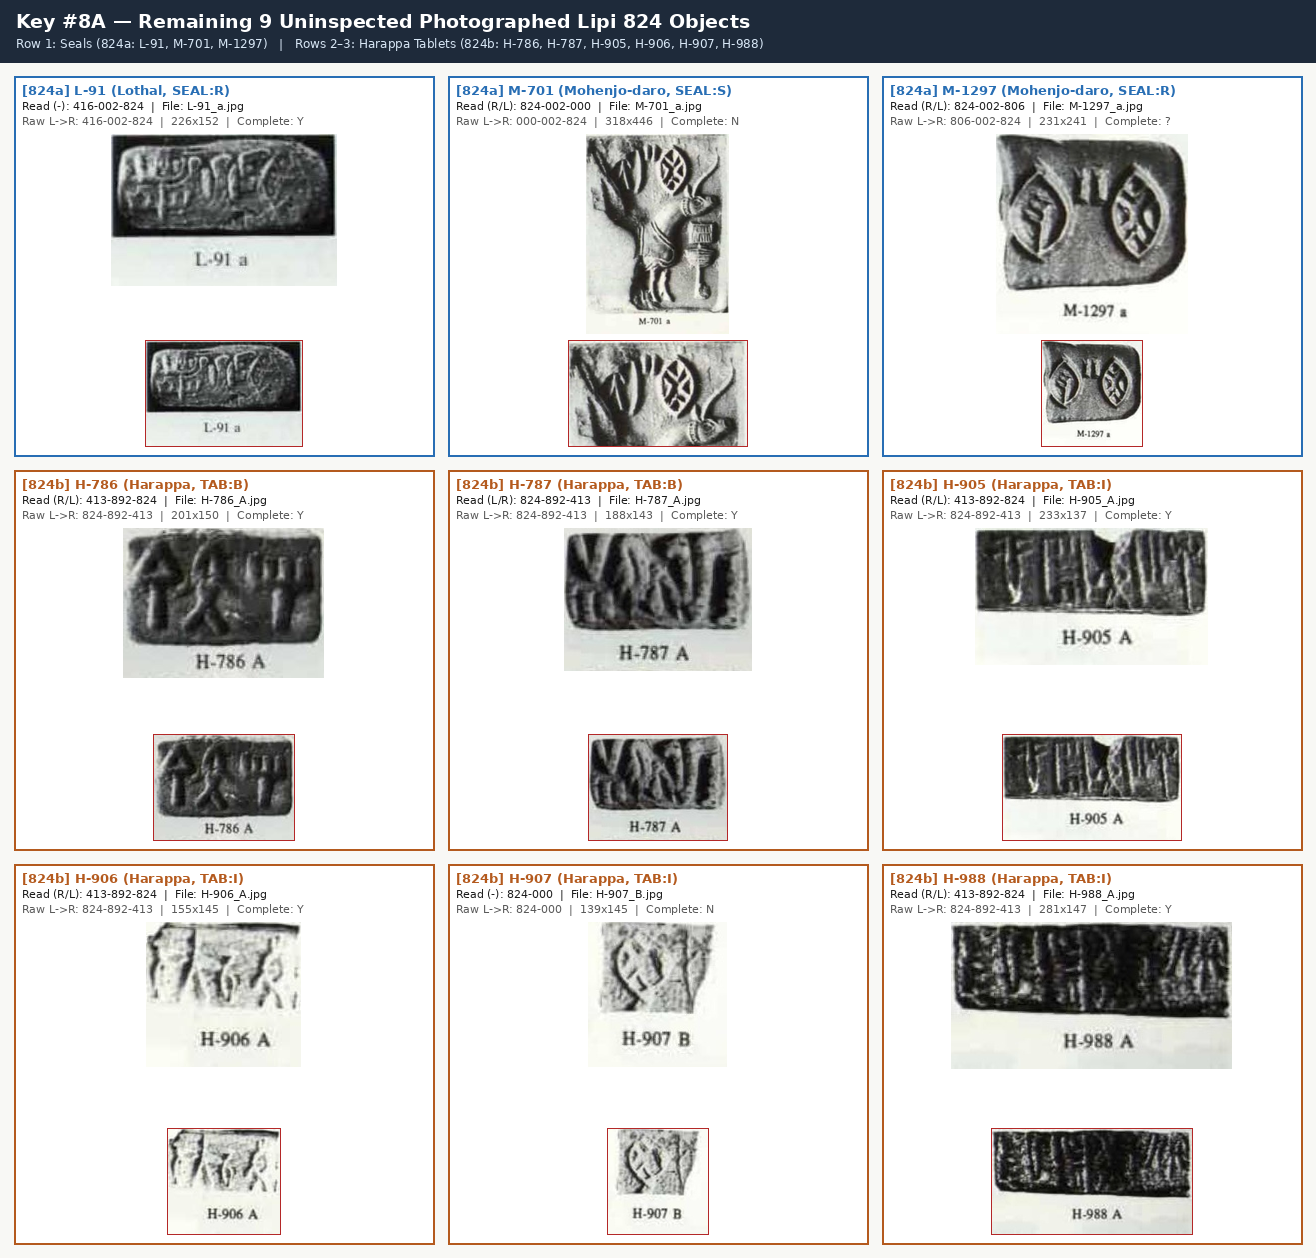 Key #8A — Remaining 9 Uninspected Photographed Lipi 824 Objects
Row 1: Seals (824a: L-91, M-701, M-1297) | Rows 2–3: Harappa Tablets (824b: H-786, H-787, H-905, H-906, H-907, H-988)
[824a] L-91 (Lothal, SEAL:R)
Read (-): 416-002-824 | File: L-91_a.jpg
Raw L->R: 416-002-824 | 226x152 | Complete: Y
L-91 a
L-91 a
[824a] M-701 (Mohenjo-daro, SEAL:S)
Read (R/L): 824-002-000 | File: M-701_a.jpg
Raw L->R: 000-002-824 | 318x446 | Complete: N
M-701 a
[824a] M-1297 (Mohenjo-daro, SEAL:R)
Read (R/L): 824-002-806 | File: M-1297_a.jpg
Raw L->R: 806-002-824 | 231x241 | Complete: ?
M-1297 a
M-1297 a
[824b] H-786 (Harappa, TAB:B)
Read (R/L): 413-892-824 | File: H-786_A.jpg
Raw L->R: 824-892-413 | 201x150 | Complete: Y
H-786 A
H-786 A
[824b] H-787 (Harappa, TAB:B)
Read (L/R): 824-892-413 | File: H-787_A.jpg
Raw L->R: 824-892-413 | 188x143 | Complete: Y
H-787 A
H-787 A
[824b] H-905 (Harappa, TAB:I)
Read (R/L): 413-892-824 | File: H-905_A.jpg
Raw L->R: 824-892-413 | 233x137 | Complete: Y
H-905 A
H-905 A
[824b] H-906 (Harappa, TAB:I)
Read (R/L): 413-892-824 | File: H-906_A.jpg
Raw L->R: 824-892-413 | 155x145 | Complete: Y
H-906 A
H-906 A
[824b] H-907 (Harappa, TAB:I)
Read (-): 824-000 | File: H-907_B.jpg
Raw L->R: 824-000 | 139x145 | Complete: N
H-907 B
H-907 B
[824b] H-988 (Harappa, TAB:I)
Read (R/L): 413-892-824 | File: H-988_A.jpg
Raw L->R: 824-892-413 | 281x147 | Complete: Y
H-988 A
H-988 A